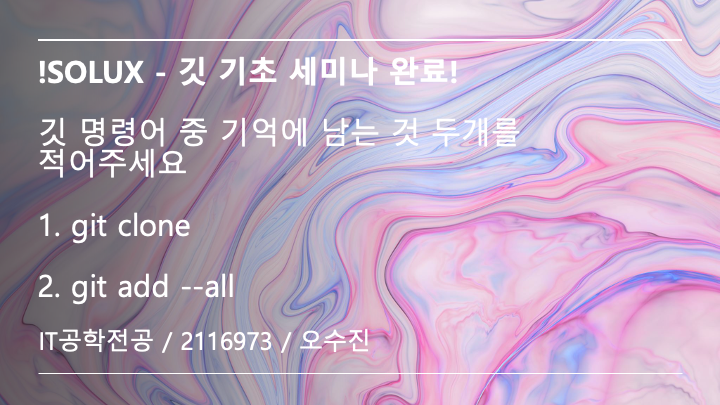 !SOLUX - 깃 기초 세미나 완료!
깃 명령어 중 기억에 남는 것 두개를
적어주세요
1. git clone
2. git add --all
IT공학전공 / 2116973 / 오수진